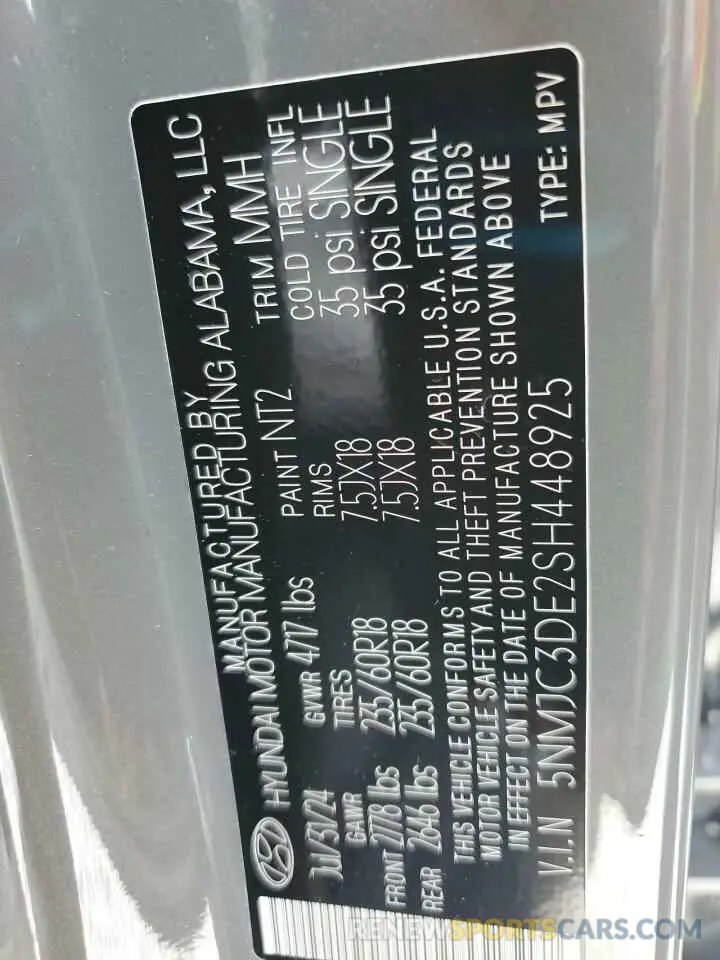 MANUFACTURED BY
HYUNDAI MOTOR MANUFACTURING ALABAMA, LLC
JUl/31/24 GVWR 4717 lbs PAINT NT2 TRIM MMH
GAWR TIRES RIMS COLD TIRE INFL
FRONT 2778 lbs 235/60R18 7.5JX18 35 psi SINGLE
REAR 2646 lbs 235/60R18 7.5JX18 35 psi SINGLE
THIS VEHICLE CONFORMS TO ALL APPLICABLE U.S.A. FEDERAL
MOTOR VEHICLE SAFETY AND THEFT PREVENTION STANDARDS
IN EFFECT ON THE DATE OF MANUFACTURE SHOWN ABOVE
V.I.N 5NMJC3DE2SH448925 TYPE: MPV
RENEWSPORTSCARS.COM